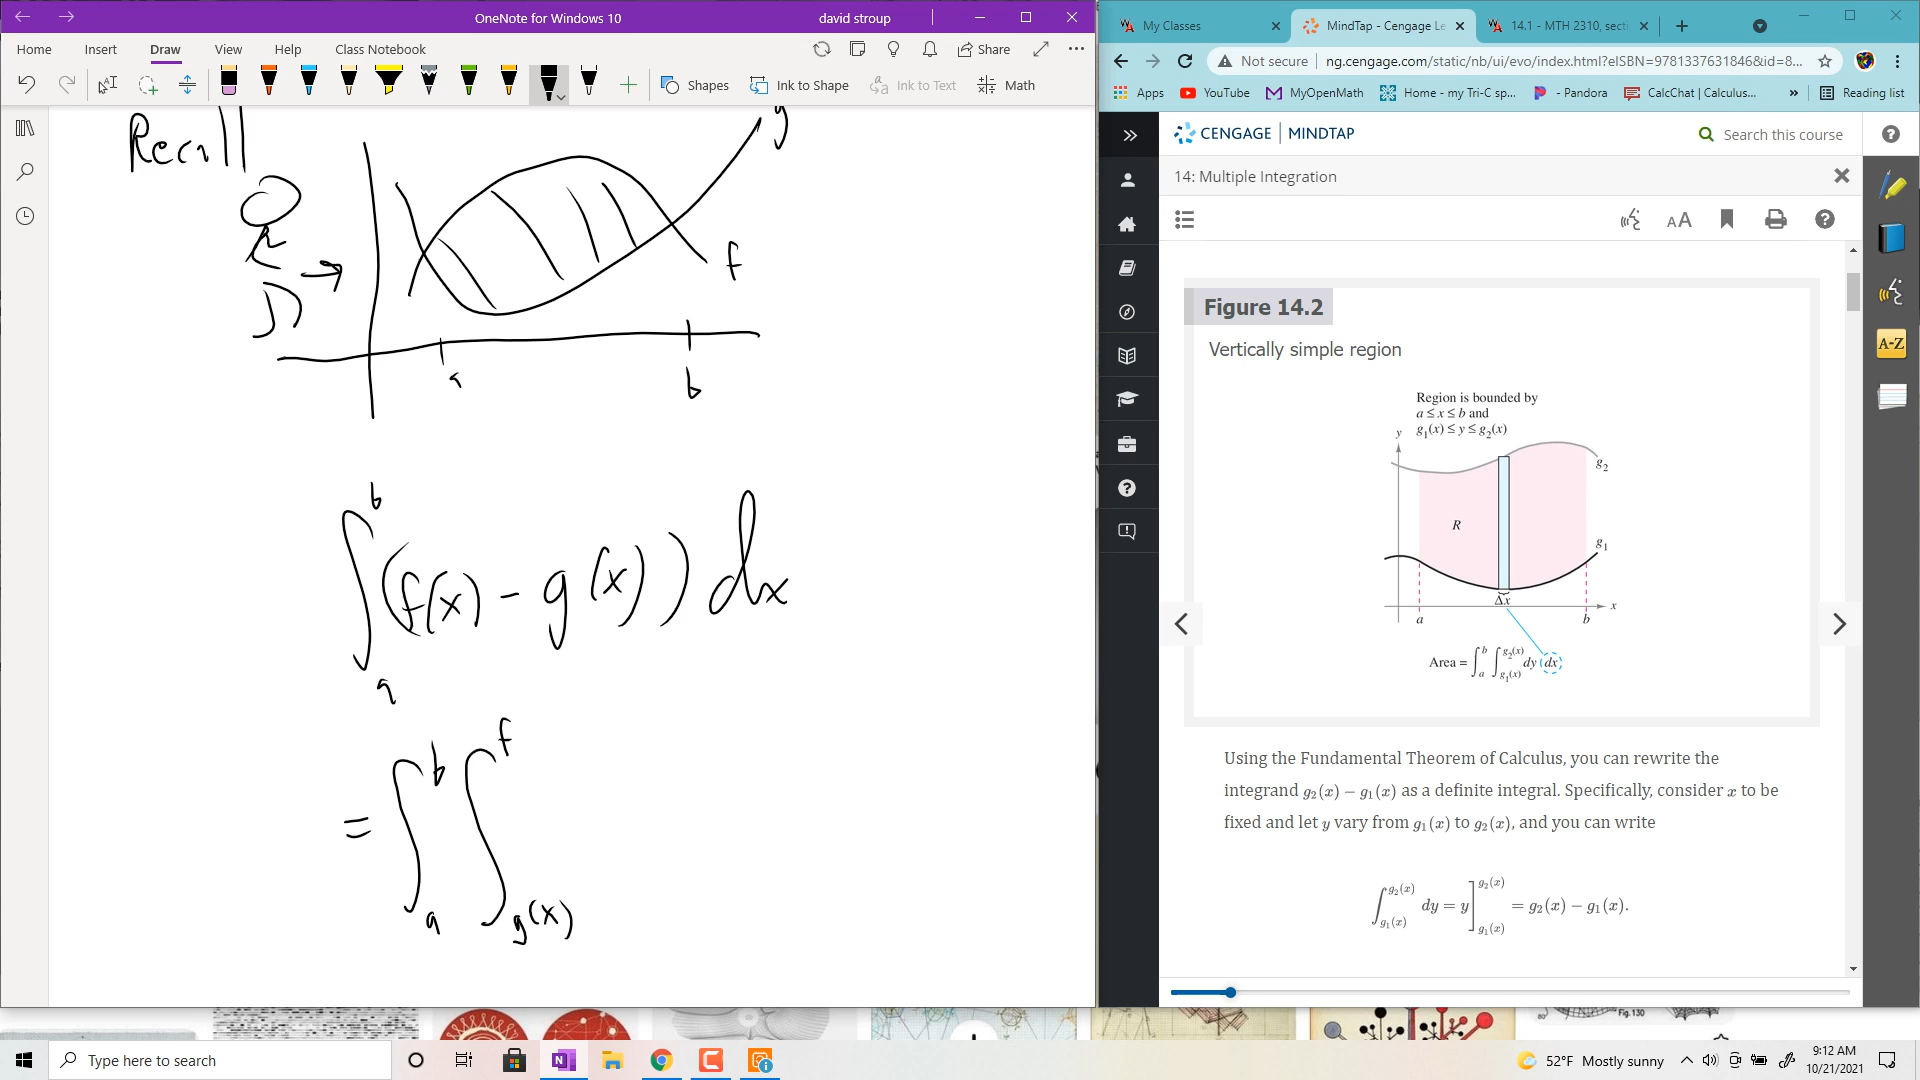 OneNote for Windows 10
david stroup
Home Insert Draw View Help Class Notebook
Share
Shapes Ink to Shape Ink to Text Math
Recall
g
f
a
b
∫_a^b (f(x) - g(x)) dx
= ∫_a^b ∫_{g(x)}^f
My Classes
MindTap - Cengage Le
14.1 - MTH 2310, secti
Not secure | ng.cengage.com/static/nb/ui/evo/index.html?eISBN=9781337631846&id=8...
Apps YouTube MyOpenMath Home - my Tri-C sp... - Pandora CalcChat | Calculus... » Reading list
CENGAGE | MINDTAP
Search this course
14: Multiple Integration
AA
A-Z
Figure 14.2
Vertically simple region
Region is bounded by
a ≤ x ≤ b and
g₁(x) ≤ y ≤ g₂(x)
y
g₂
R
g₁
Δx
x
a b
Area = ∫_a^b ∫_{g₁(x)}^{g₂(x)} dy dx
Using the Fundamental Theorem of Calculus, you can rewrite the
integrand g₂(x) − g₁(x) as a definite integral. Specifically, consider x to be
fixed and let y vary from g₁(x) to g₂(x), and you can write
∫_{g₁(x)}^{g₂(x)} dy = y]_{g₁(x)}^{g₂(x)} = g₂(x) − g₁(x).
Fig. 130
Type here to search
52°F Mostly sunny
9:12 AM
10/21/2021